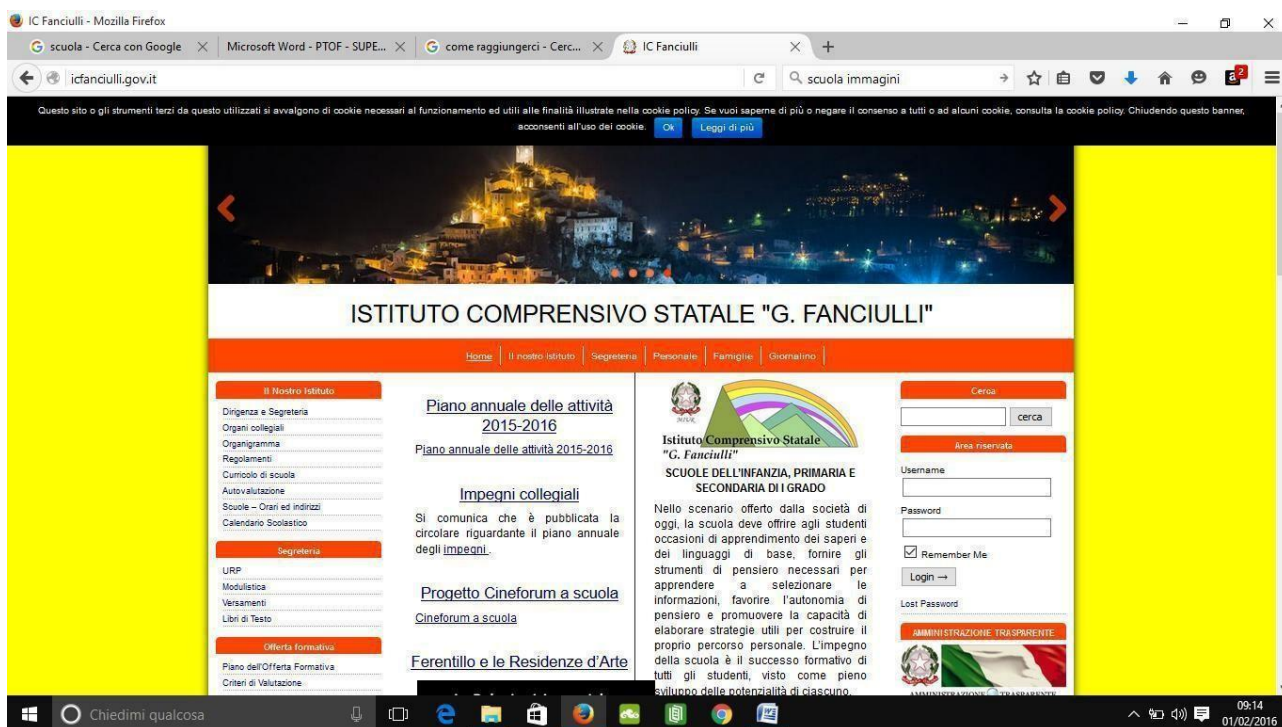 IC Fanciulli - Mozilla Firefox
scuola - Cerca con Google
Microsoft Word - PTOF - SUPE...
come raggiungerci - Cerc...
IC Fanciulli
icfanciulli.gov.it
scuola immagini
2
Questo sito o gli strumenti terzi da questo utilizzati si avvalgono di cookie necessari al funzionamento ed utili alle finalità illustrate nella cookie policy. Se vuoi saperne di più o negare il consenso a tutti o ad alcuni cookie, consulta la cookie policy. Chiudendo questo banner,
acconsenti all'uso dei cookie. Ok Leggi di più
ISTITUTO COMPRENSIVO STATALE "G. FANCIULLI"
Home Il nostro istituto Segreteria Personale Famiglie Giornalino
Il Nostro Istituto
Dirigenza e Segreteria
Organi collegiali
Organigramma
Regolamenti
Curricolo di scuola
Autovalutazione
Scuole – Orari ed indirizzi
Calendario Scolastico
Segreteria
URP
Modulistica
Versamenti
Libri di Testo
Offerta formativa
Piano dell'Offerta Formativa
Criteri di Valutazione
Piano annuale delle attività
2015-2016
Piano annuale delle attività 2015-2016
Impegni collegiali
Si comunica che è pubblicata la
circolare riguardante il piano annuale
degli impegni .
Progetto Cineforum a scuola
Cineforum a scuola
Ferentillo e le Residenze d'Arte
MIUR
Istituto Comprensivo Statale
"G. Fanciulli"
SCUOLE DELL'INFANZIA, PRIMARIA E
SECONDARIA DI I GRADO
Nello scenario offerto dalla società di
oggi, la scuola deve offrire agli studenti
occasioni di apprendimento dei saperi e
dei linguaggi di base, fornire gli
strumenti di pensiero necessari per
apprendere a selezionare le
informazioni, favorire l'autonomia di
pensiero e promuovere la capacità di
elaborare strategie utili per costruire il
proprio percorso personale. L'impegno
della scuola è il successo formativo di
tutti gli studenti, visto come pieno
sviluppo delle potenzialità di ciascuno.
Cerca
cerca
Area riservata
Username
Password
Remember Me
Login →
Lost Password
AMMINISTRAZIONE TRASPARENTE
AMMINISTRAZIONE TRASPARENTE
Chiedimi qualcosa
09:14
01/02/2016